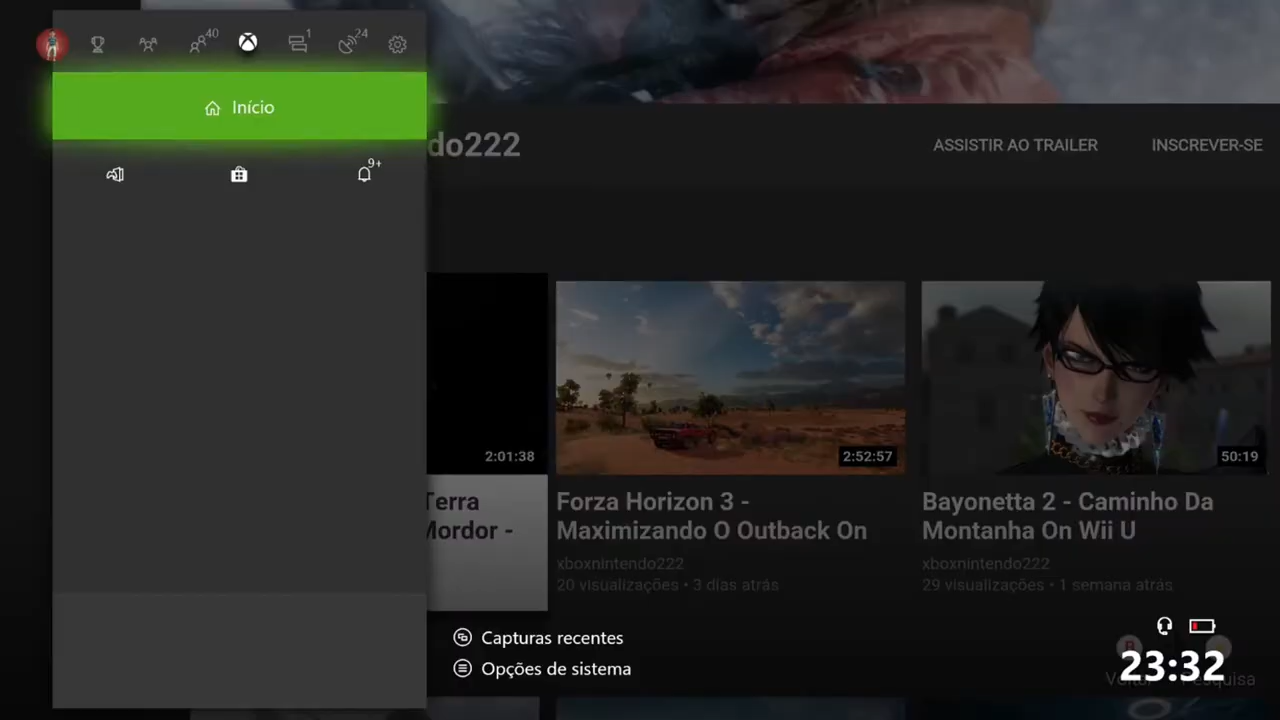 40
1
24
Início
9+
do222
ASSISTIR AO TRAILER
INSCREVER-SE
2:01:38
2:52:57
50:19
Terra
Mordor -
Forza Horizon 3 -
Maximizando O Outback On
xboxnintendo222
20 visualizações • 3 dias atrás
Bayonetta 2 - Caminho Da
Montanha On Wii U
xboxnintendo222
29 visualizações • 1 semana atrás
Capturas recentes
Opções de sistema
B
23:32
Voltar
Pesquisa